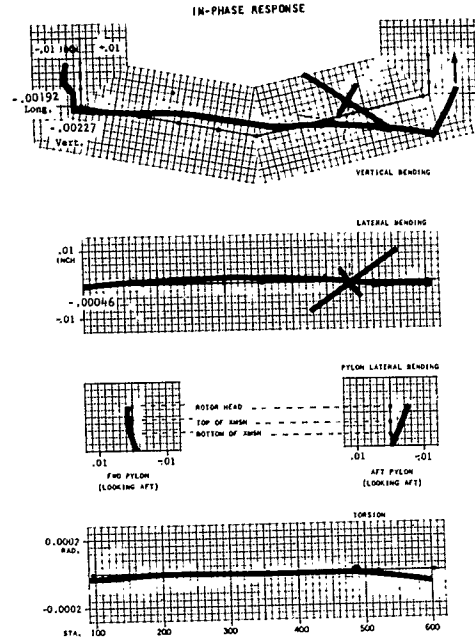 IN-PHASE RESPONSE
-.01 INCH +.01
-.00192
Long.
-.00227
Vert.
VERTICAL BENDING
LATERAL BENDING
.01
INCH
-.00046
-.01
PYLON LATERAL BENDING
ROTOR HEAD
TOP OF XMSN
BOTTOM OF XMSN
.01 -.01
.01 -.01
FWD PYLON
(LOOKING AFT)
AFT PYLON
(LOOKING AFT)
TORSION
0.0002
RAD.
-0.0002
STA. 100 200 300 400 500 600